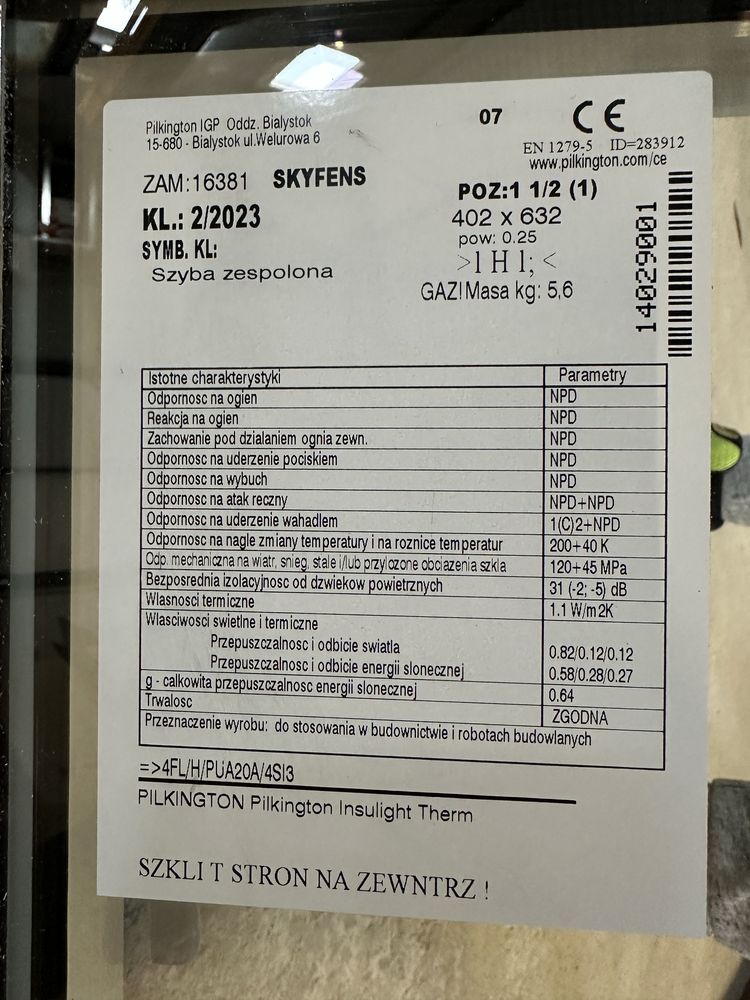 Pilkington IGP Oddz. Bialystok
15-680 - Bialystok ul.Welurowa 6
07
CE
EN 1279-5 ID=283912
www.pilkington.com/ce
ZAM:16381 SKYFENS
POZ:1 1/2 (1)
KL.: 2/2023
402 x 632
SYMB. KL:
pow: 0.25
Szyba zespolona
>1 H 1; <
GAZ! Masa kg: 5,6
14029001
Istotne charakterystyki Parametry
Odpornosc na ogien NPD
Reakcja na ogien NPD
Zachowanie pod dzialaniem ognia zewn. NPD
Odpornosc na uderzenie pociskiem NPD
Odpornosc na wybuch NPD
Odpornosc na atak reczny NPD+NPD
Odpornosc na uderzenie wahadlem 1(C)2+NPD
Odpornosc na nagle zmiany temperatury i na roznice temperatur 200+40 K
Odp. mechaniczna na wiatr, snieg, stale i/lub przylozone obciazenia szkla 120+45 MPa
Bezposrednia izolacyjnosc od dzwiekow powietrznych 31 (-2; -5) dB
Wlasnosci termiczne 1.1 W/m2K
Wlasciwosci swietlne i termiczne
Przepuszczalnosc i odbicie swiatla 0.82/0.12/0.12
Przepuszczalnosc i odbicie energii slonecznej 0.58/0.28/0.27
g - calkowita przepuszczalnosc energii slonecznej 0.64
Trwalosc ZGODNA
Przeznaczenie wyrobu: do stosowania w budownictwie i robotach budowlanych
=>4FL/H/PUA20A/4SI3
PILKINGTON Pilkington Insulight Therm
SZKLI T STRON NA ZEWNTRZ !